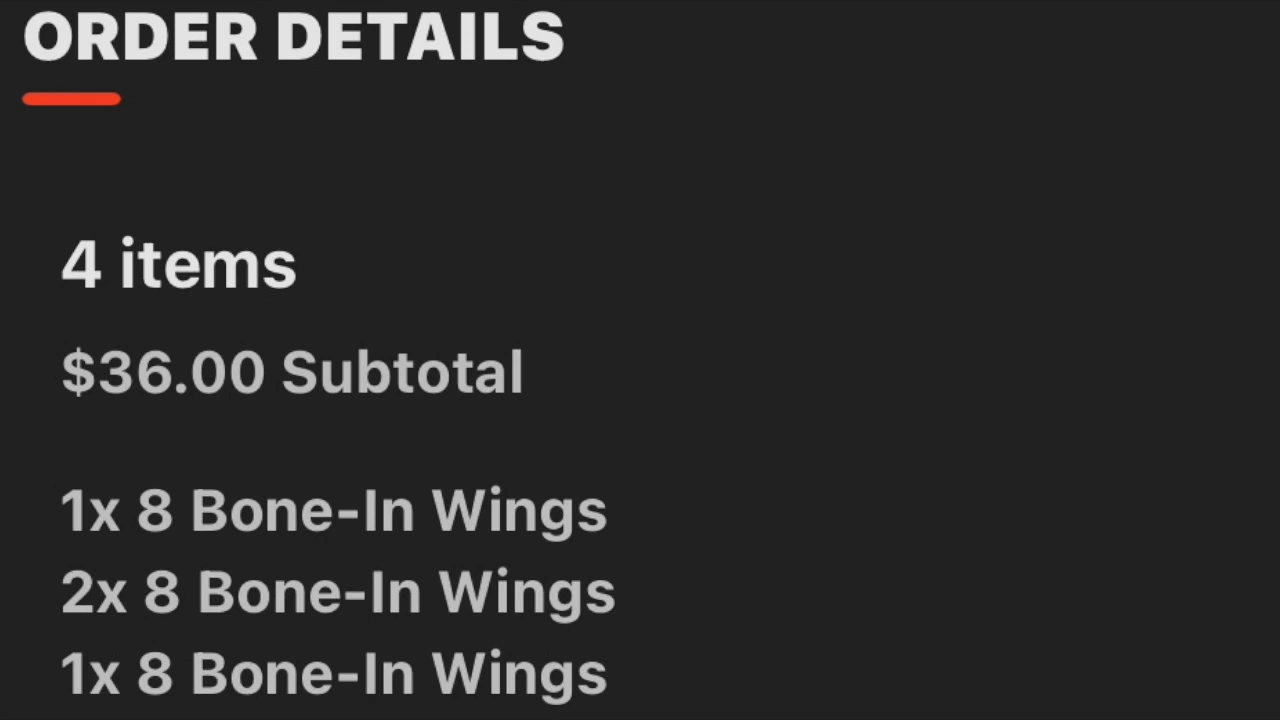 ORDER DETAILS
4 items
$36.00 Subtotal
1x 8 Bone-In Wings
2x 8 Bone-In Wings
1x 8 Bone-In Wings